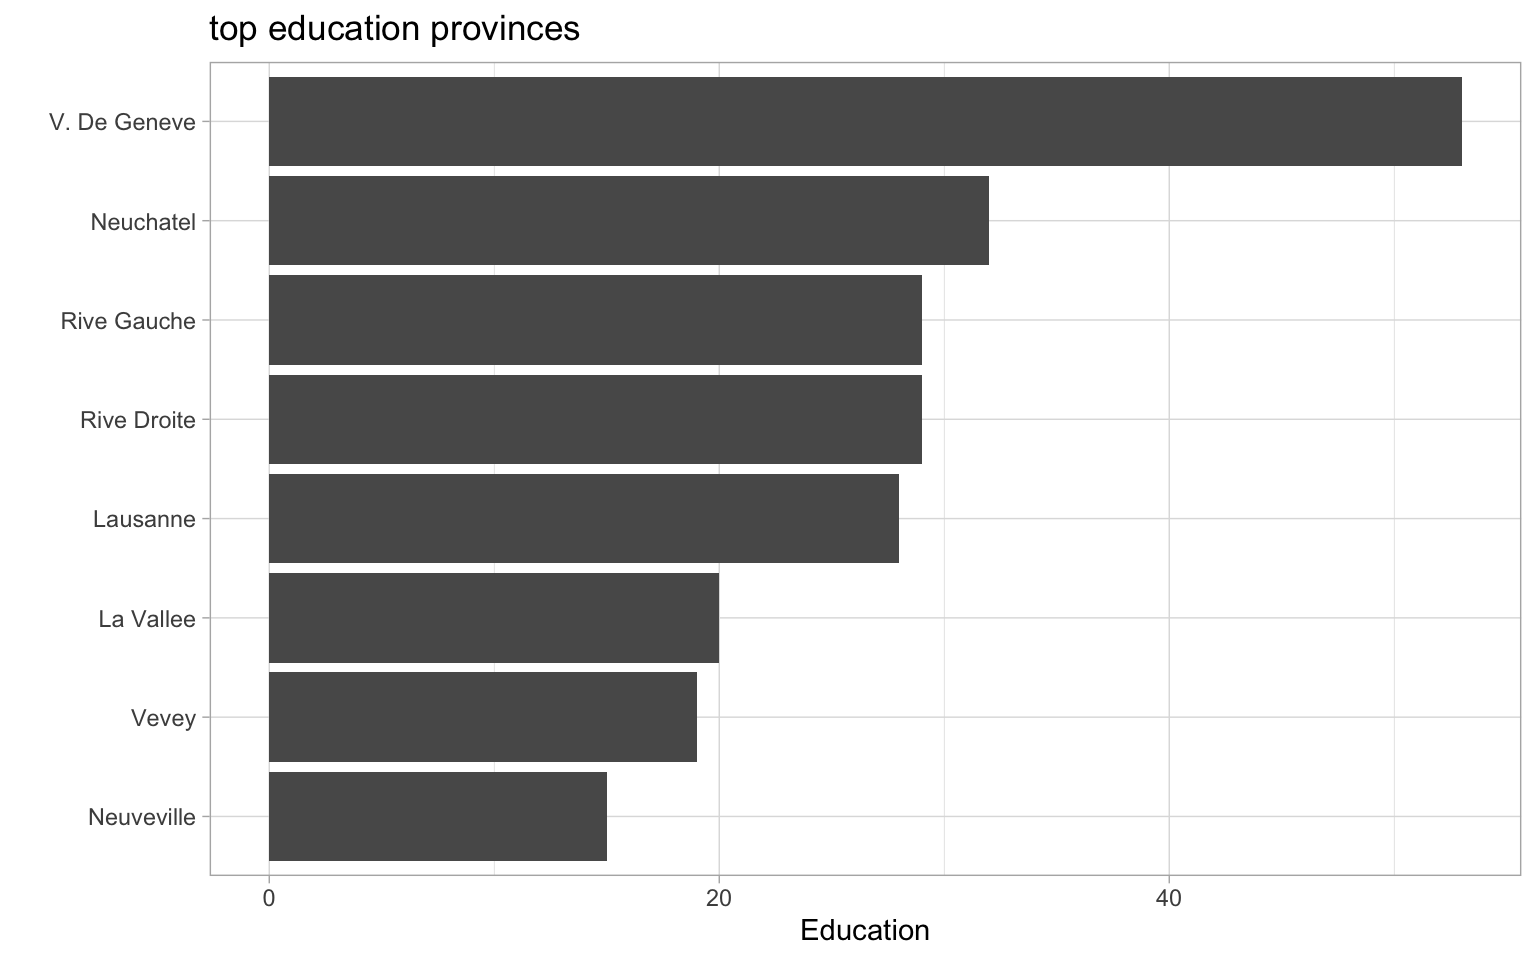 top education provinces
V. De Geneve
Neuchatel
Rive Gauche
Rive Droite
Lausanne
La Vallee
Vevey
Neuveville
0 20 40
Education